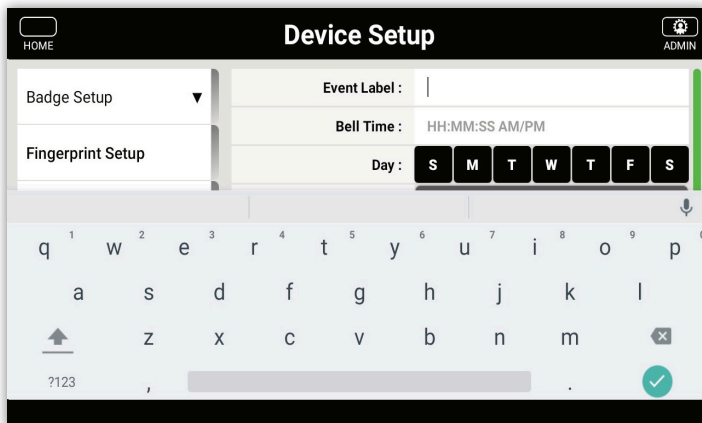 HOME
Device Setup
ADMIN
Badge Setup ▼
Event Label :
Bell Time : HH:MM:SS AM/PM
Fingerprint Setup
Day : S M T W T F S
q 1 w 2 e 3 r 4 t 5 y 6 u 7 i 8 o 9 p 0
a s d f g h j k l
z x c v b n m
?123 , .